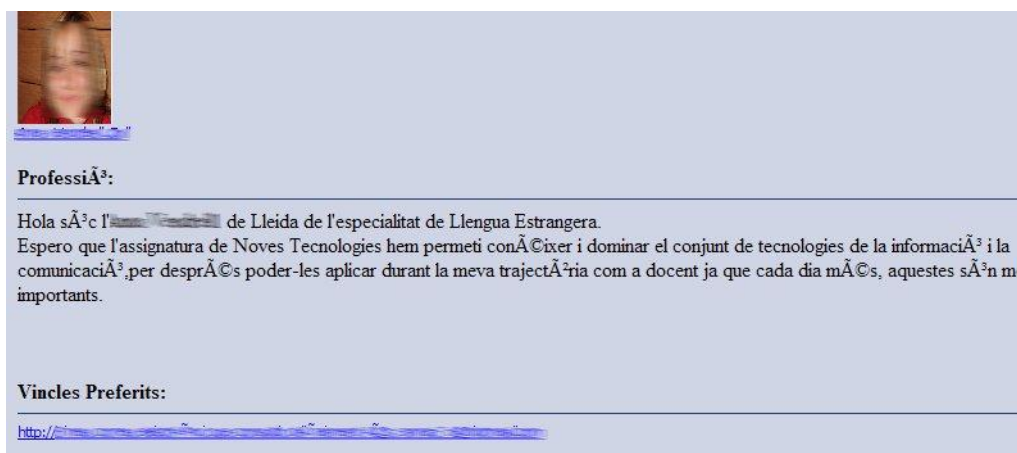 ProfessiÃ³:
Hola sÃ³c l' de Lleida de l'especialitat de Llengua Estrangera.
Espero que l'assignatura de Noves Tecnologies hem permeti conÃ©ixer i dominar el conjunt de tecnologies de la informaciÃ³ i la
comunicaciÃ³,per desprÃ©s poder-les aplicar durant la meva trajectÃ²ria com a docent ja que cada dia mÃ©s, aquestes sÃ³n m
importants.
Vincles Preferits:
http://